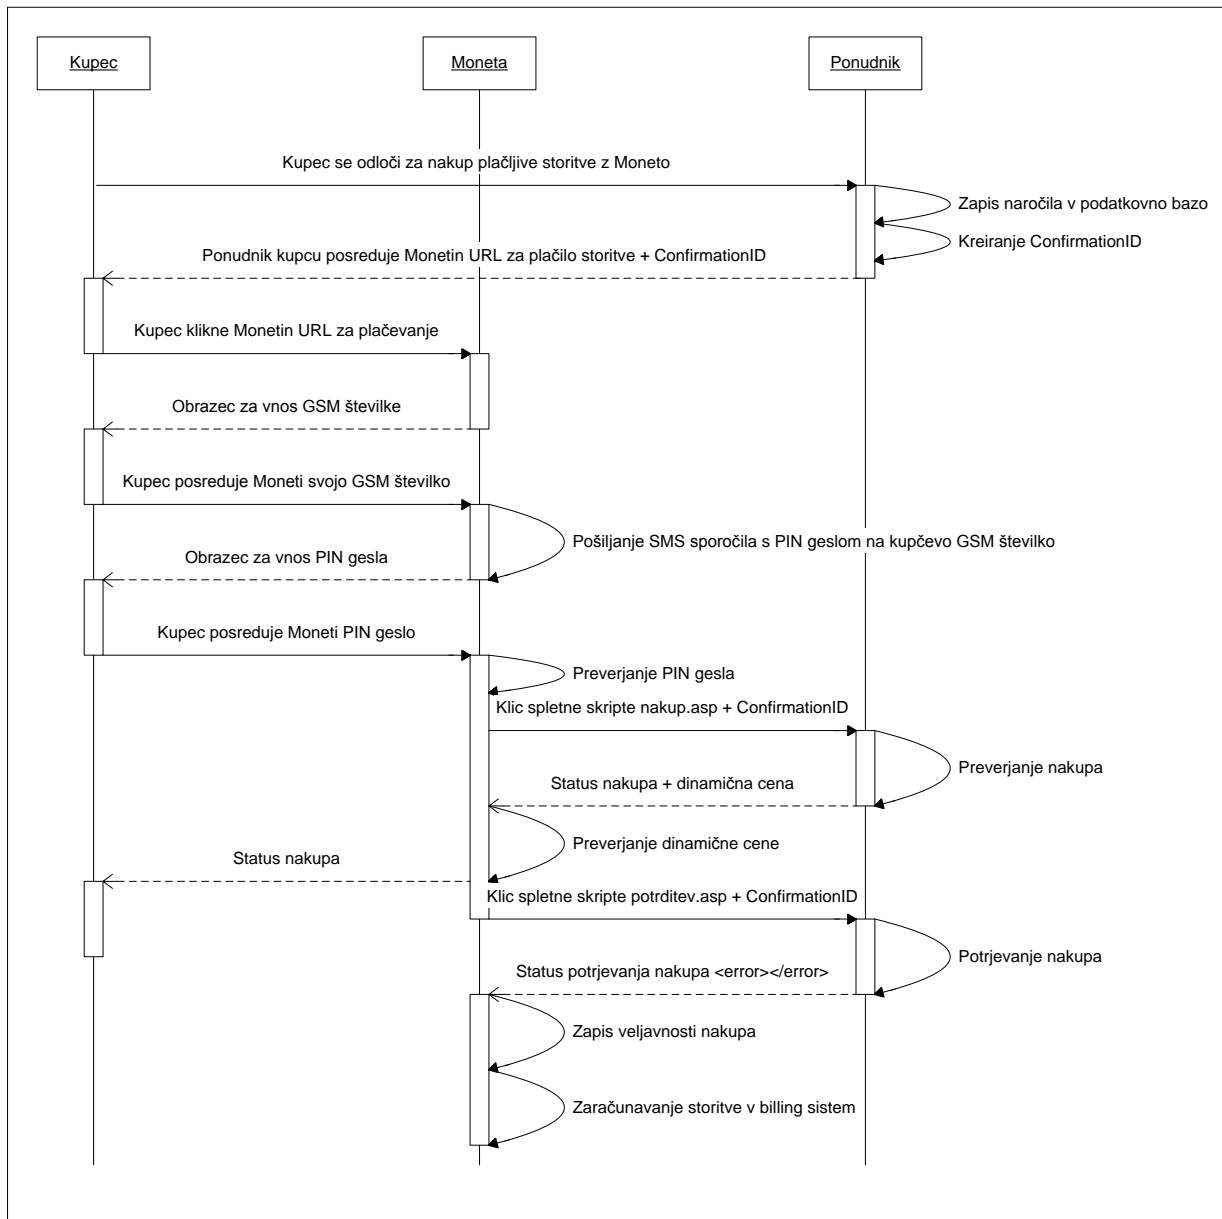 Kupec
Moneta
Ponudnik
Kupec se odloči za nakup plačljive storitve z Moneto
Zapis naročila v podatkovno bazo
Kreiranje ConfirmationID
Ponudnik kupcu posreduje Monetin URL za plačilo storitve + ConfirmationID
Kupec klikne Monetin URL za plačevanje
Obrazec za vnos GSM številke
Kupec posreduje Moneti svojo GSM številko
Pošiljanje SMS sporočila s PIN geslom na kupčevo GSM številko
Obrazec za vnos PIN gesla
Kupec posreduje Moneti PIN geslo
Preverjanje PIN gesla
Klic spletne skripte nakup.asp + ConfirmationID
Preverjanje nakupa
Status nakupa + dinamična cena
Preverjanje dinamične cene
Status nakupa
Klic spletne skripte potrditev.asp + ConfirmationID
Potrjevanje nakupa
Status potrjevanja nakupa <error></error>
Zapis veljavnosti nakupa
Zaračunavanje storitve v billing sistem